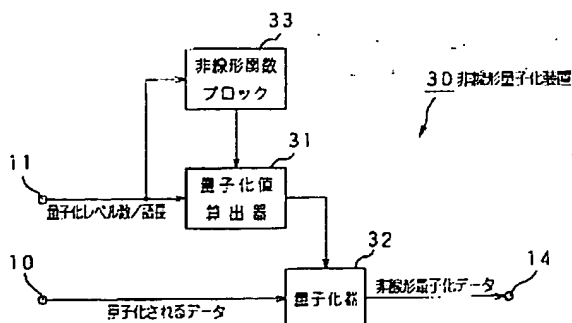 33
非線形関数
ブロック
30 非線形量子化装置
31
11
量子化値
算出器
量子化レベル数/語長
32
10
量子化器
非線形量子化データ
14
量子化されるデータ